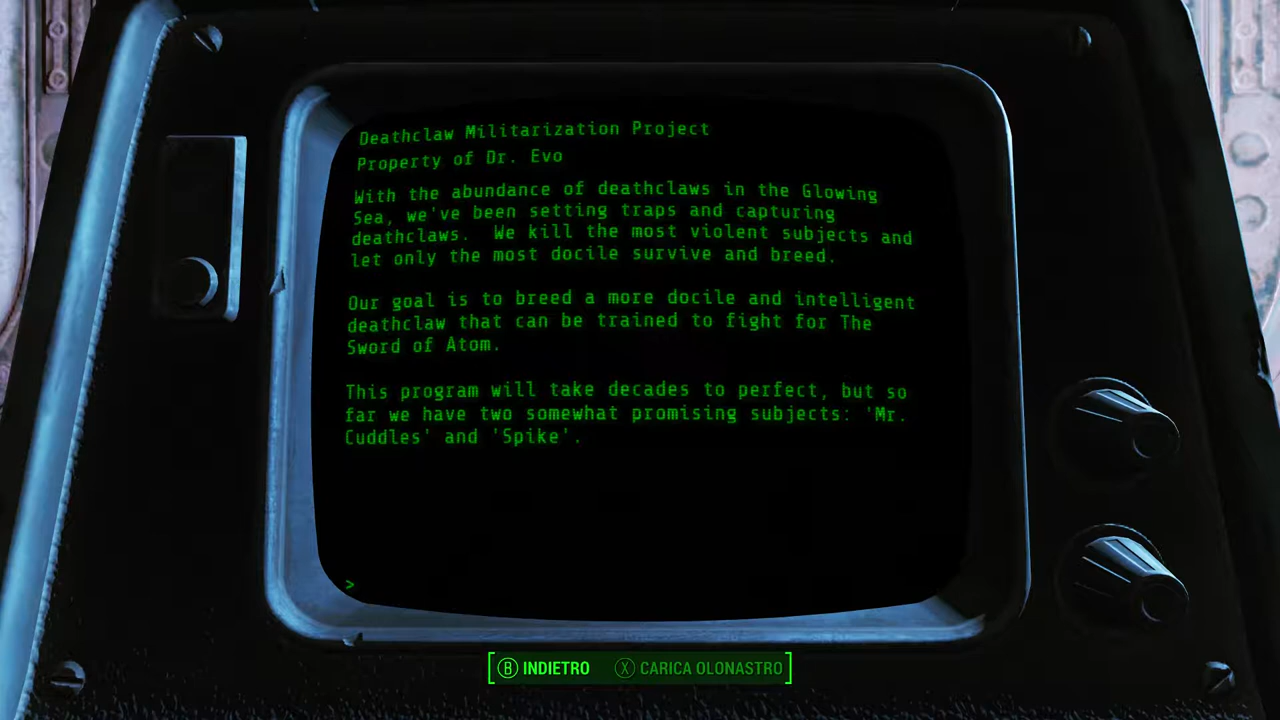 Deathclaw Militarization Project
Property of Dr. Evo
With the abundance of deathclaws in the Glowing
Sea, we've been setting traps and capturing
deathclaws.  We kill the most violent subjects and
let only the most docile survive and breed.
Our goal is to breed a more docile and intelligent
deathclaw that can be trained to fight for The
Sword of Atom.
This program will take decades to perfect, but so
far we have two somewhat promising subjects: 'Mr.
Cuddles' and 'Spike'.
>
B INDIETRO X CARICA OLONASTRO